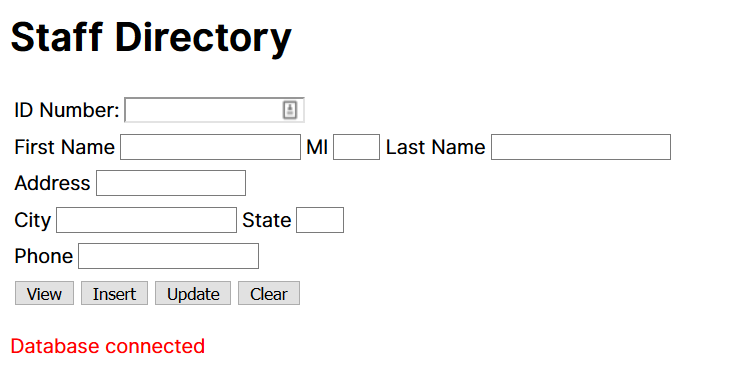 Staff Directory
ID Number:
First Name MI Last Name
Address
City State
Phone
View Insert Update Clear
Database connected